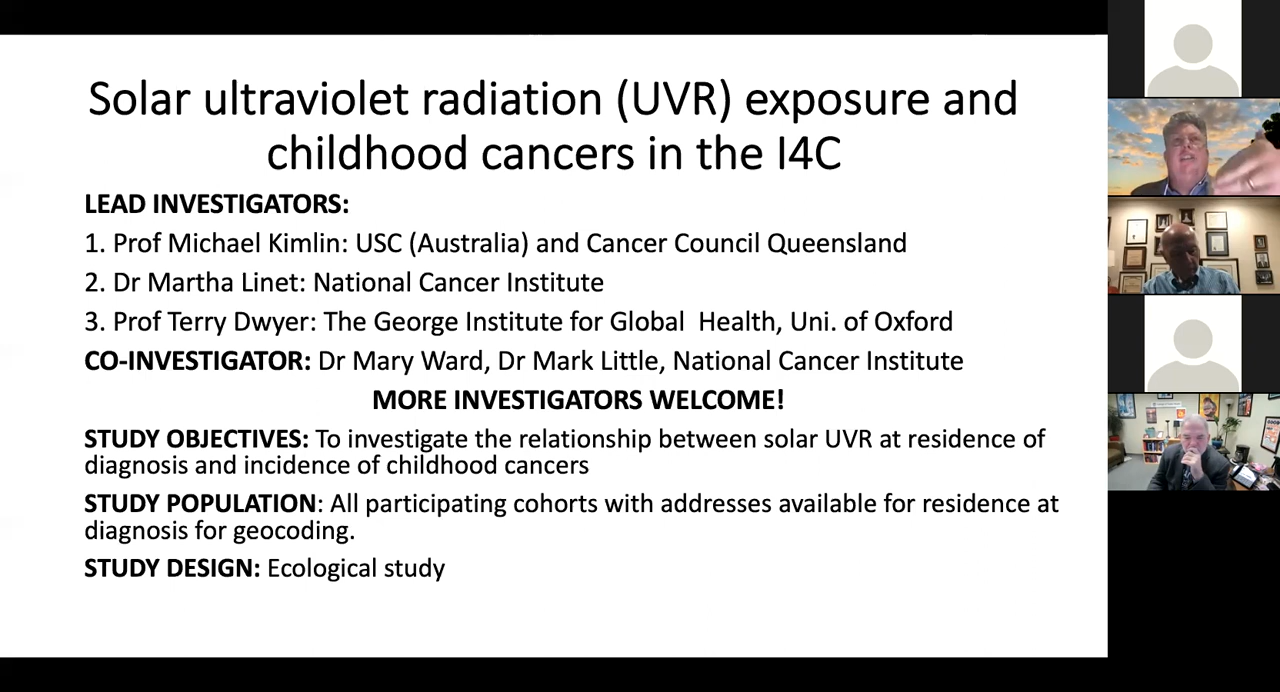 Solar ultraviolet radiation (UVR) exposure and
childhood cancers in the I4C
LEAD INVESTIGATORS:
1. Prof Michael Kimlin: USC (Australia) and Cancer Council Queensland
2. Dr Martha Linet: National Cancer Institute
3. Prof Terry Dwyer: The George Institute for Global  Health, Uni. of Oxford
CO-INVESTIGATOR: Dr Mary Ward, Dr Mark Little, National Cancer Institute
MORE INVESTIGATORS WELCOME!
STUDY OBJECTIVES: To investigate the relationship between solar UVR at residence of
diagnosis and incidence of childhood cancers
STUDY POPULATION: All participating cohorts with addresses available for residence at
diagnosis for geocoding.
STUDY DESIGN: Ecological study